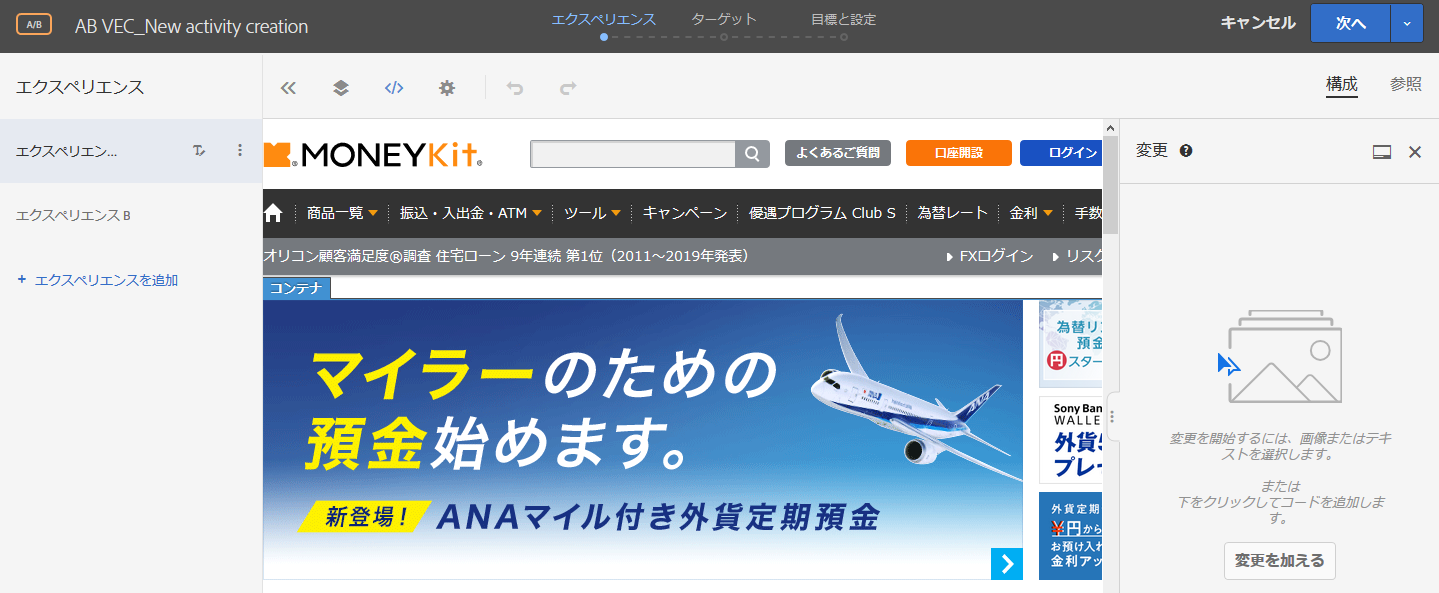 A/B AB VEC_New activity creation エクスペリエンス ターゲット 目標と設定 キャンセル 次へ
エクスペリエンス
構成 参照
エクスペリエン...
エクスペリエンス B
+ エクスペリエンスを追加
MONEYKit よくあるご質問 口座開設 ログイン
商品一覧 振込・入出金・ATM ツール キャンペーン 優遇プログラム Club S 為替レート 金利 手数
オリコン顧客満足度®調査 住宅ローン 9年連続 第1位（2011～2019年発表） FXログイン リスク
コンテナ
マイラーのための
預金始めます。
新登場！ ANAマイル付き外貨定期預金
為替リ
預金
円 スター
Sony Ban
WALLE
外貨
プレー
外貨定期
¥円から
お預け入れ
金利アッ
変更
変更を開始するには、画像またはテキ
ストを選択します。
または
下をクリックしてコードを追加しま
す。
変更を加える